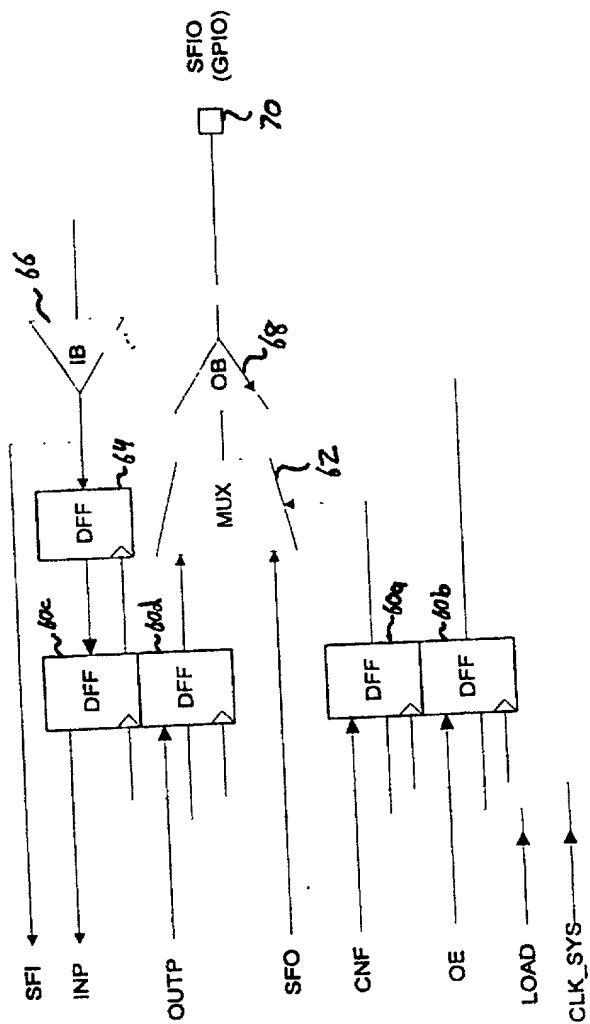 SFI
INP
OUTP
SFO
CNF
OE
LOAD
CLK_SYS
60c
DFF
60d
DFF
DFF
64
IB
66
MUX
62
OB
68
SFIO
(GPIO)
70
60a
DFF
60b
DFF